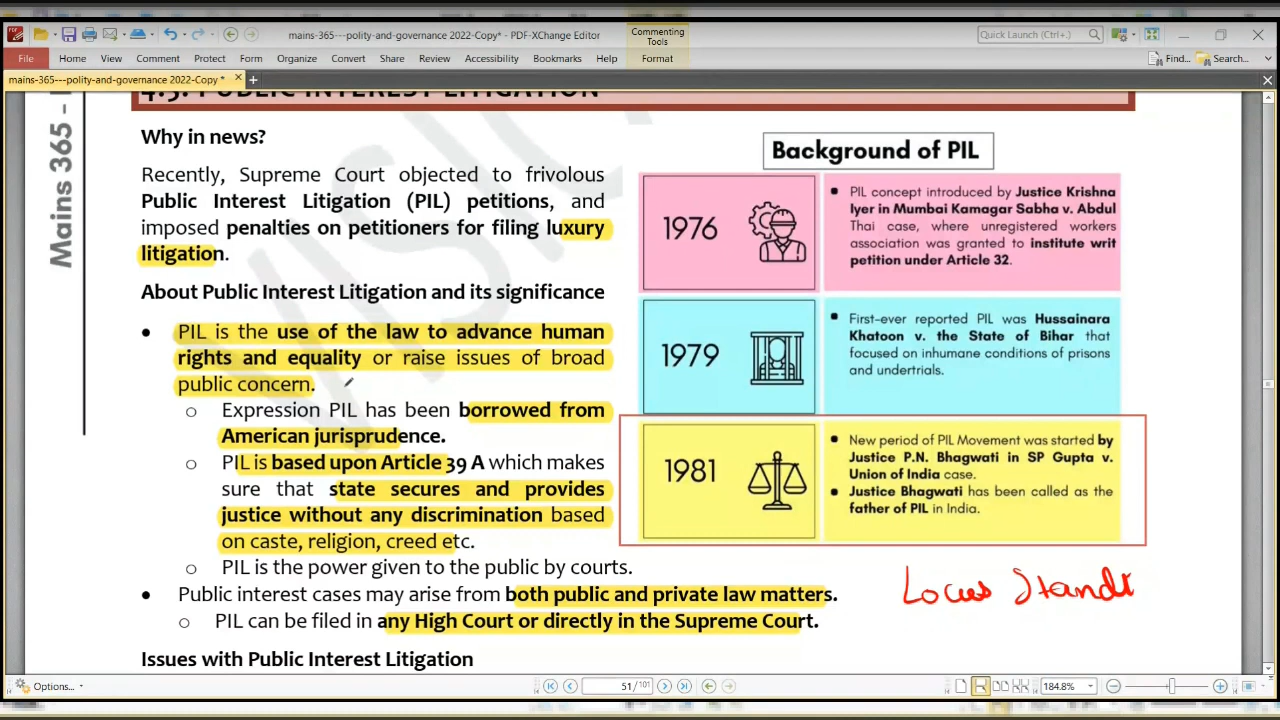 mains-365---polity-and-governance 2022-Copy* - PDF-XChange Editor
Commenting Tools
Quick Launch (Ctrl+.)
File Home View Comment Protect Form Organize Convert Share Review Accessibility Bookmarks Help Format
Find... Search...
mains-365---polity-and-governance 2022-Copy *
4.3. PUBLIC INTEREST LITIGATION
Mains 365 -
Why in news?
Recently, Supreme Court objected to frivolous
Public Interest Litigation (PIL) petitions, and
imposed penalties on petitioners for filing luxury
litigation.
About Public Interest Litigation and its significance
• PIL is the use of the law to advance human
rights and equality or raise issues of broad
public concern.
o Expression PIL has been borrowed from
American jurisprudence.
o PIL is based upon Article 39 A which makes
sure that state secures and provides
justice without any discrimination based
on caste, religion, creed etc.
o PIL is the power given to the public by courts.
• Public interest cases may arise from both public and private law matters.
o PIL can be filed in any High Court or directly in the Supreme Court.
Issues with Public Interest Litigation
Background of PIL
1976
• PIL concept introduced by Justice Krishna
Iyer in Mumbai Kamagar Sabha v. Abdul
Thai case, where unregistered workers
association was granted to institute writ
petition under Article 32.
1979
• First-ever reported PIL was Hussainara
Khatoon v. the State of Bihar that
focused on inhumane conditions of prisons
and undertrials.
1981
• New period of PIL Movement was started by
Justice P.N. Bhagwati in SP Gupta v.
Union of India case.
• Justice Bhagwati has been called as the
father of PIL in India.
Locus Standi
VISIO
Options...
51/101
184.8%